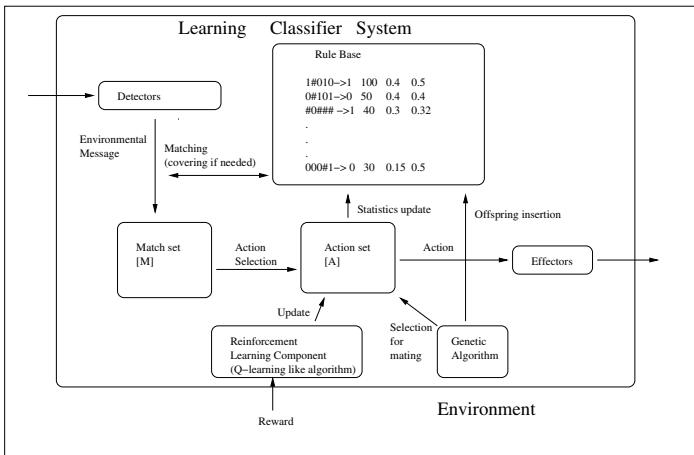 Learning Classifier System
Rule Base
1#010−>1 100 0.4 0.5
0#101−>0 50 0.4 0.4
#0### −>1 40 0.3 0.32
.
.
.
000#1−> 0 30 0.15 0.5
Detectors
Environmental
Message
Matching
(covering if needed)
Statistics update
Offspring insertion
Match set
[M]
Action
Selection
Action set
[A]
Action
Effectors
Update
Selection
for
mating
Reinforcement
Learning Component
(Q−learning like algorithm)
Genetic
Algorithm
Reward
Environment